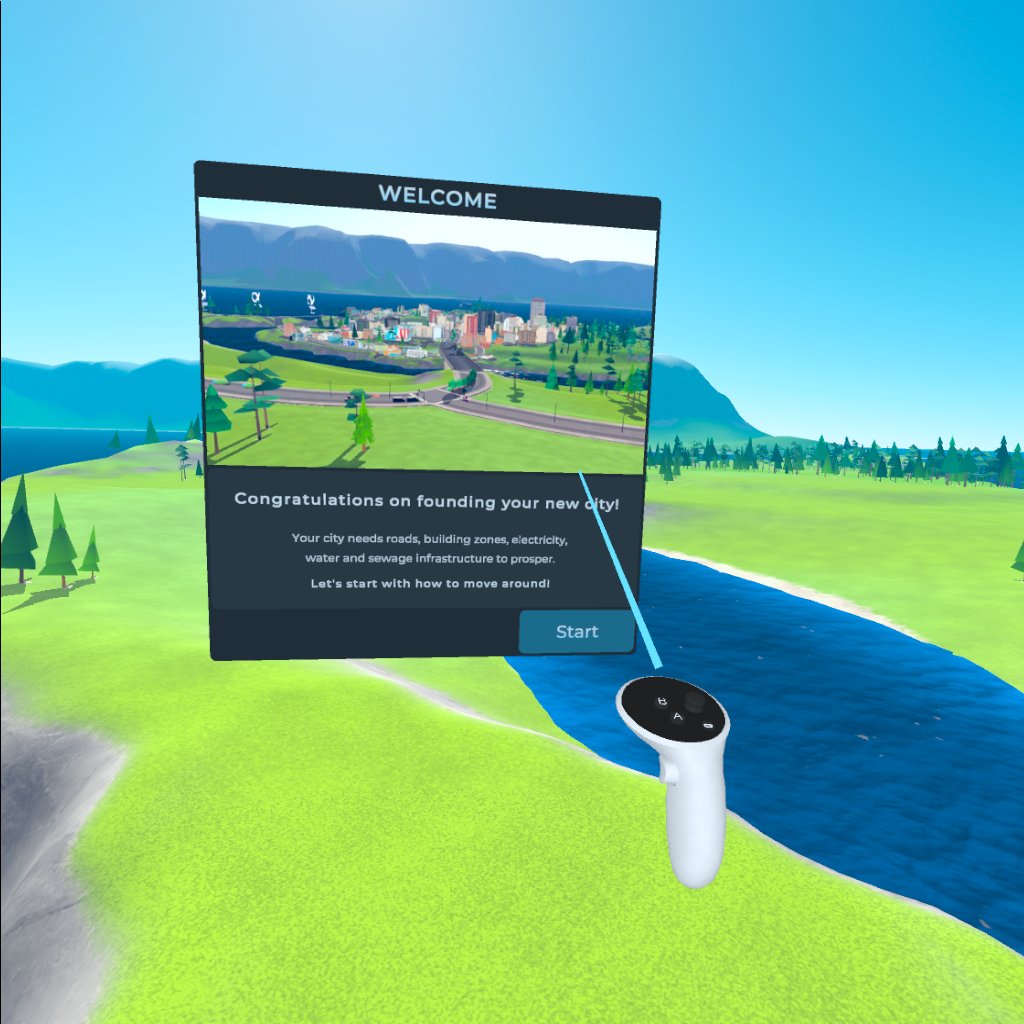 WELCOME
Congratulations on founding your new city!
Your city needs roads, building zones, electricity,
water and sewage infrastructure to prosper.
Let's start with how to move around!
Start
B
A